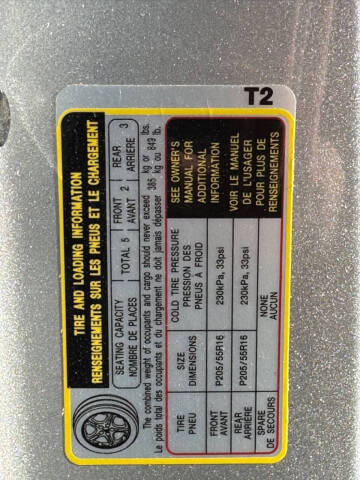 T2
TIRE AND LOADING INFORMATION
RENSEIGNEMENTS SUR LES PNEUS ET LE CHARGEMENT
SEATING CAPACITY
NOMBRE DE PLACES
TOTAL 5
FRONT
AVANT 2
REAR
ARRIÈRE 3
The combined weight of occupants and cargo should never exceed 385 kg or 849 lbs.
Le poids total des occupants et du chargement ne doit jamais dépasser 385 kg ou 849 lb.
TIRE
PNEU
SIZE
DIMENSIONS
COLD TIRE PRESSURE
PRESSION DES
PNEUS À FROID
FRONT
AVANT
P205/55R16
230kPa, 33psi
REAR
ARRIÈRE
P205/55R16
230kPa, 33psi
SPARE
DE SECOURS
NONE
AUCUN
SEE OWNER'S
MANUAL FOR
ADDITIONAL
INFORMATION
VOIR LE MANUEL
DE L'USAGER
POUR PLUS DE
RENSEIGNEMENTS